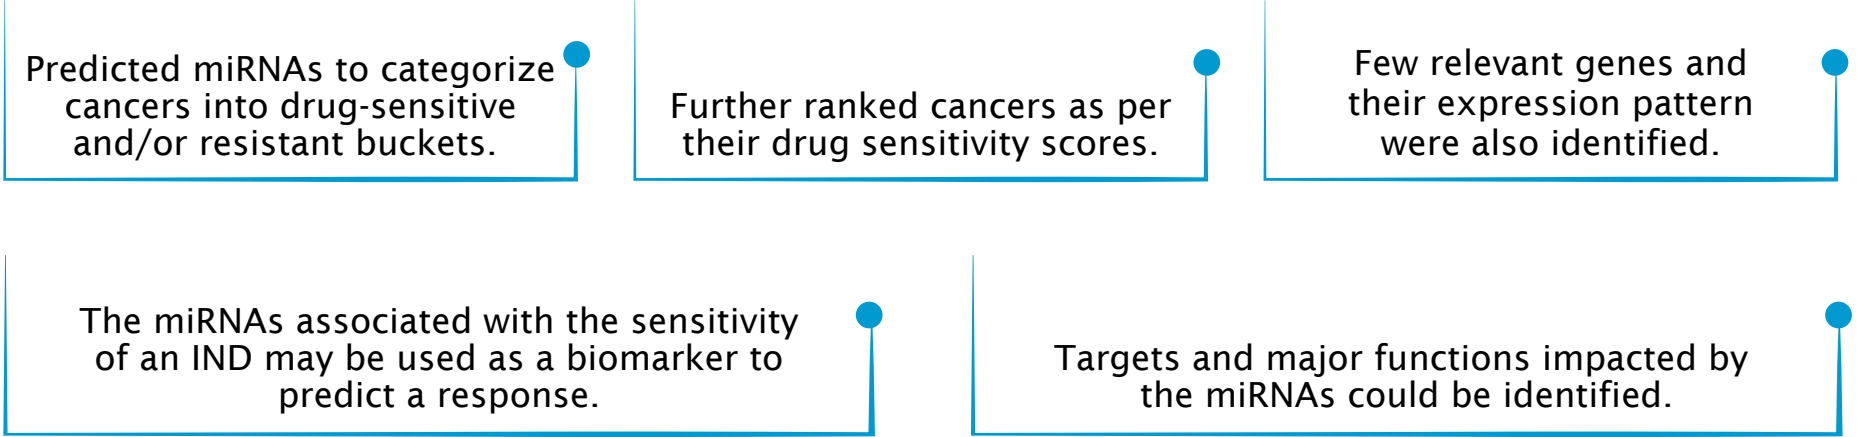 Predicted miRNAs to categorize
cancers into drug-sensitive
and/or resistant buckets.
Further ranked cancers as per
their drug sensitivity scores.
Few relevant genes and
their expression pattern
were also identified.
The miRNAs associated with the sensitivity
of an IND may be used as a biomarker to
predict a response.
Targets and major functions impacted by
the miRNAs could be identified.